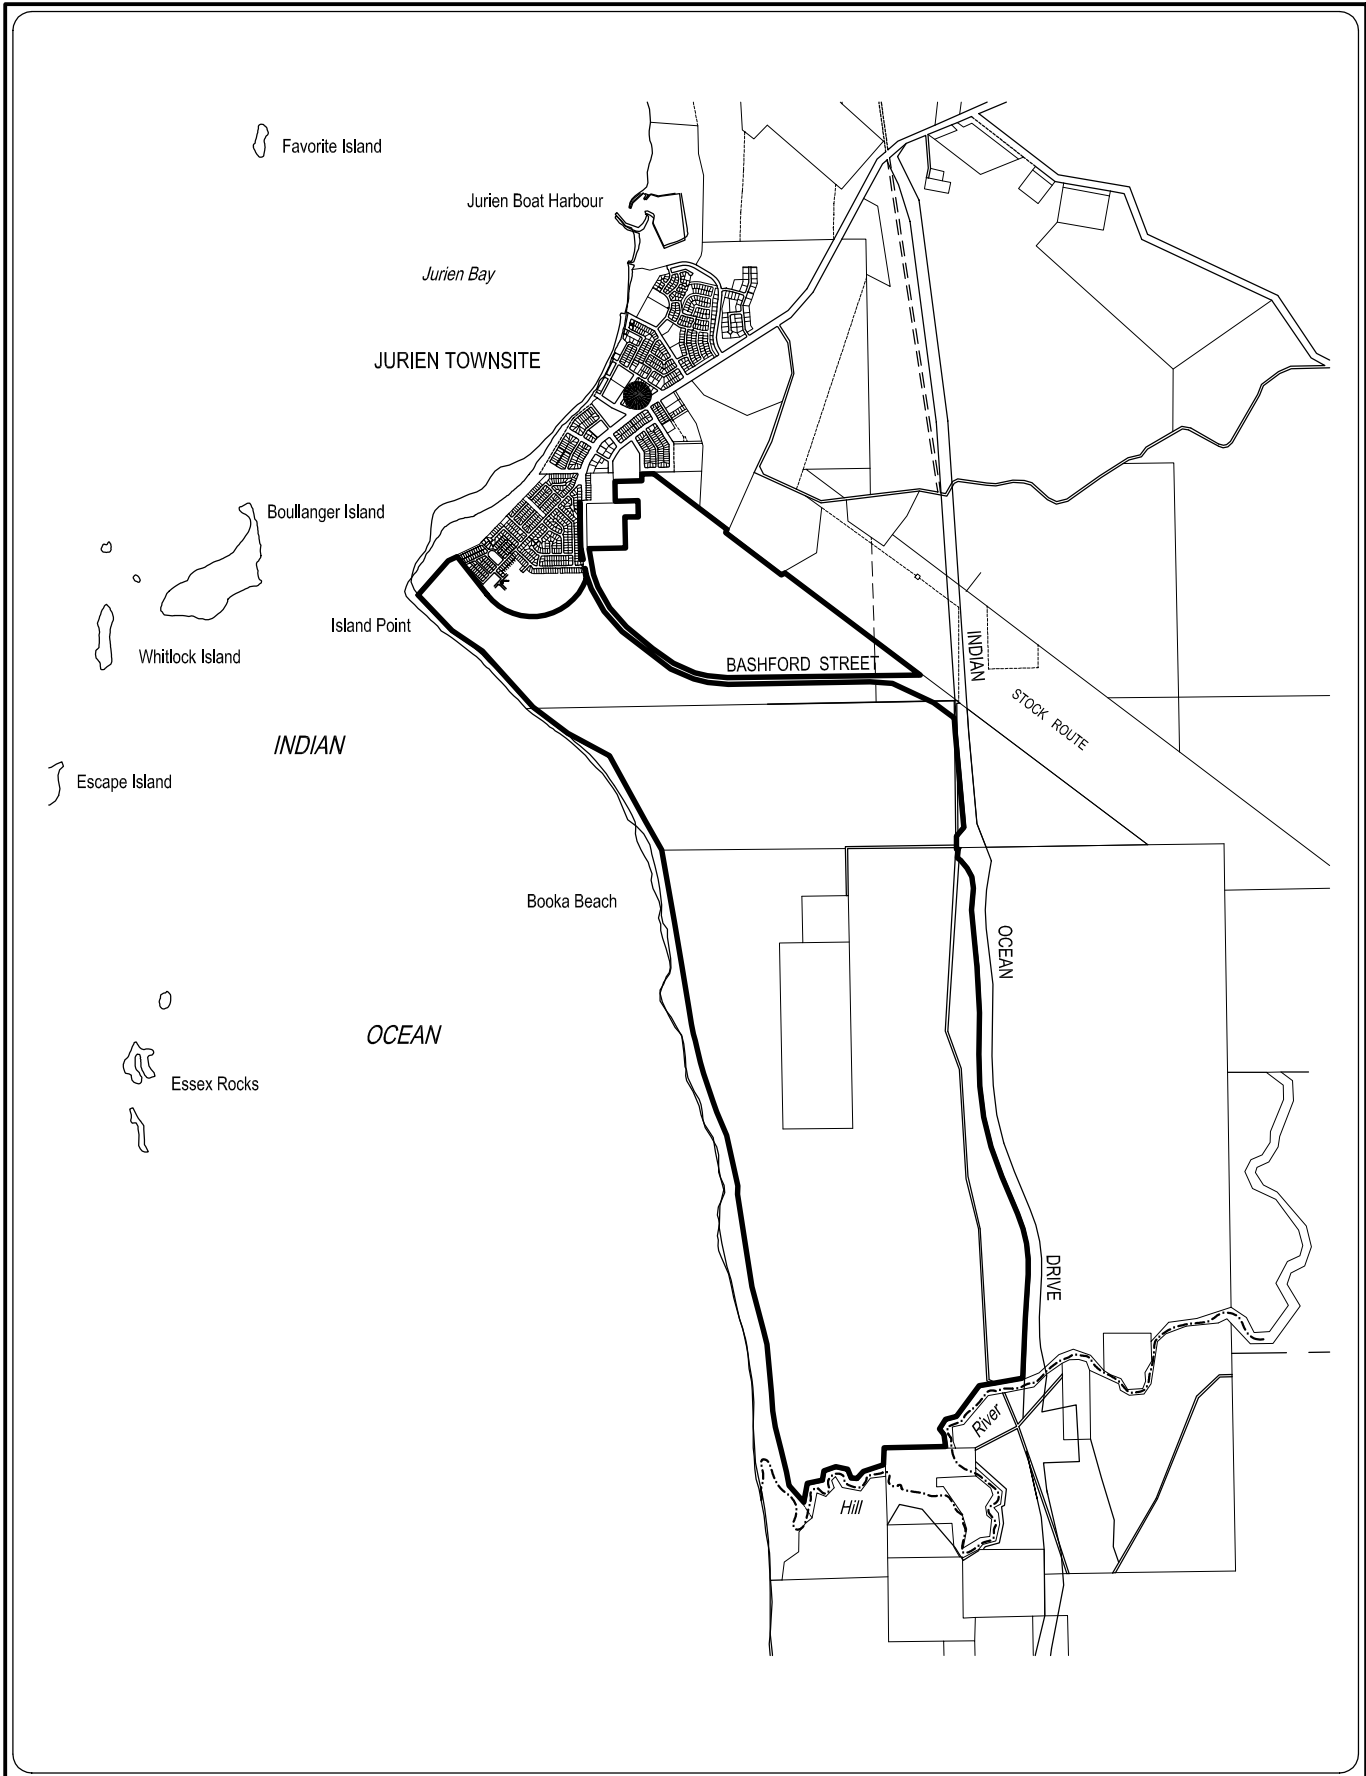 Favorite Island
Jurien Boat Harbour
Jurien Bay
JURIEN TOWNSITE
Boullanger Island
Island Point
Whitlock Island
BASHFORD STREET
INDIAN
STOCK ROUTE
INDIAN
Escape Island
Booka Beach
OCEAN
OCEAN
Essex Rocks
DRIVE
River
Hill